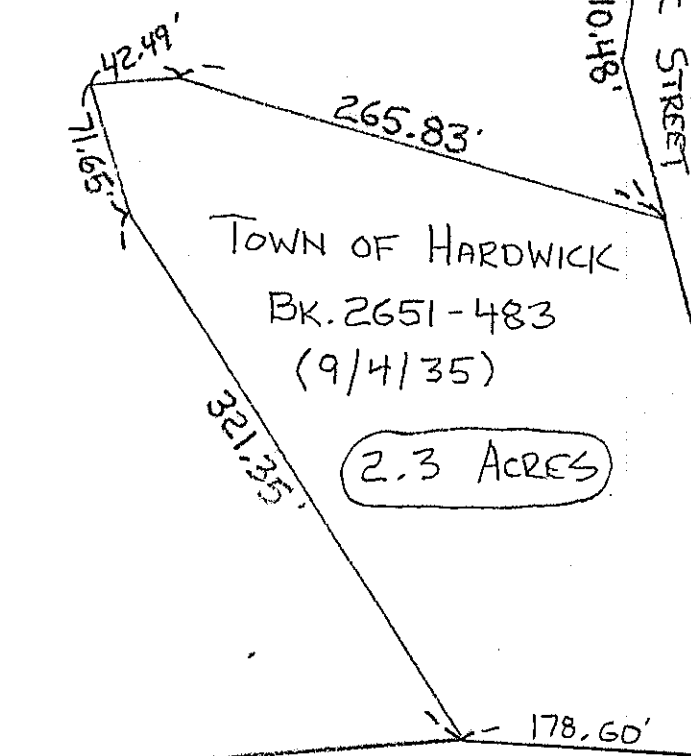 42.49'
265.83'
10.48'
STREET
71.65'
TOWN OF HARDWICK
BK. 2651-483
(9/4/35)
2.3 ACRES
321.35'
178.60'